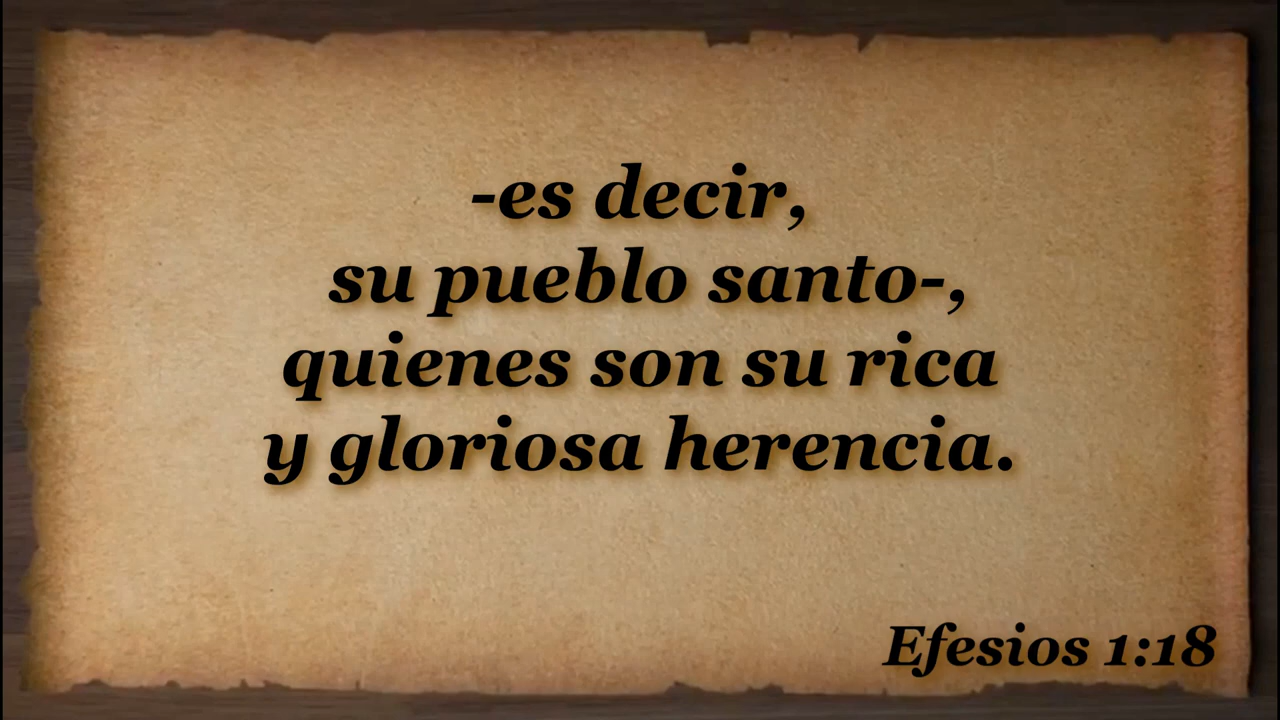 -es decir,
su pueblo santo-,
quienes son su rica
y gloriosa herencia.
Efesios 1:18